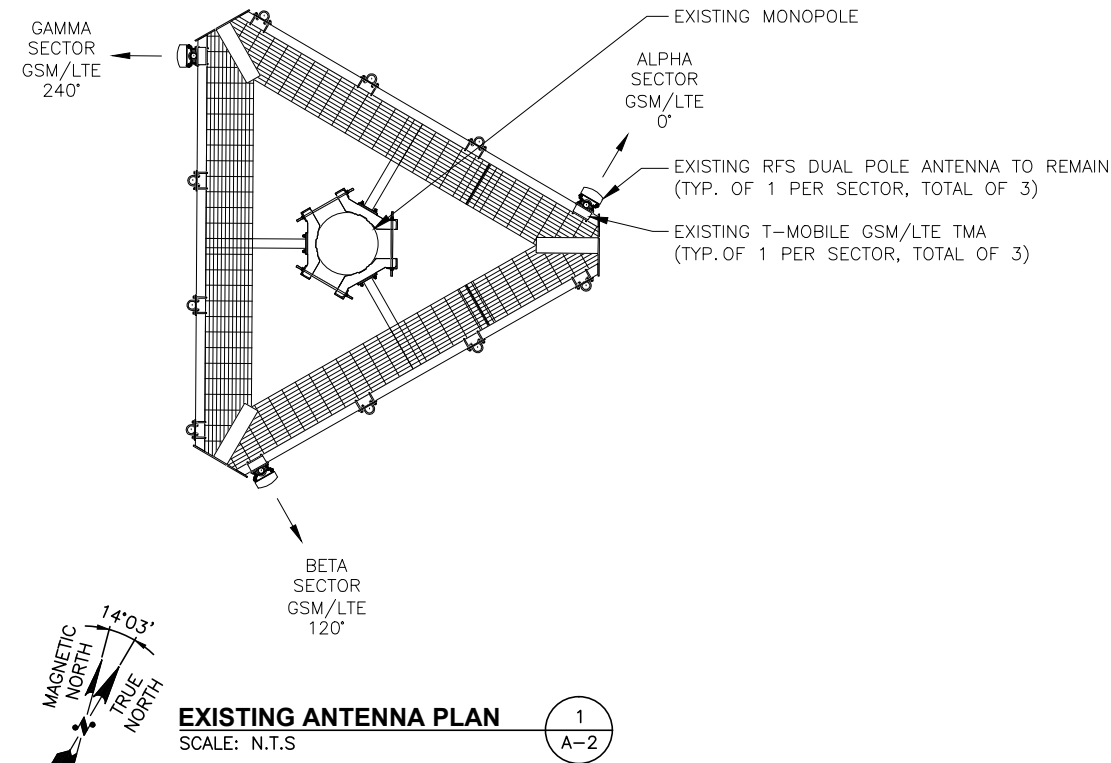 GAMMA
SECTOR
GSM/LTE
240°
EXISTING MONOPOLE
ALPHA
SECTOR
GSM/LTE
0°
EXISTING RFS DUAL POLE ANTENNA TO REMAIN
(TYP. OF 1 PER SECTOR, TOTAL OF 3)
EXISTING T-MOBILE GSM/LTE TMA
(TYP.OF 1 PER SECTOR, TOTAL OF 3)
BETA
SECTOR
GSM/LTE
120°
14°03'
MAGNETIC
NORTH
TRUE
NORTH
N
EXISTING ANTENNA PLAN
SCALE: N.T.S
1
A-2